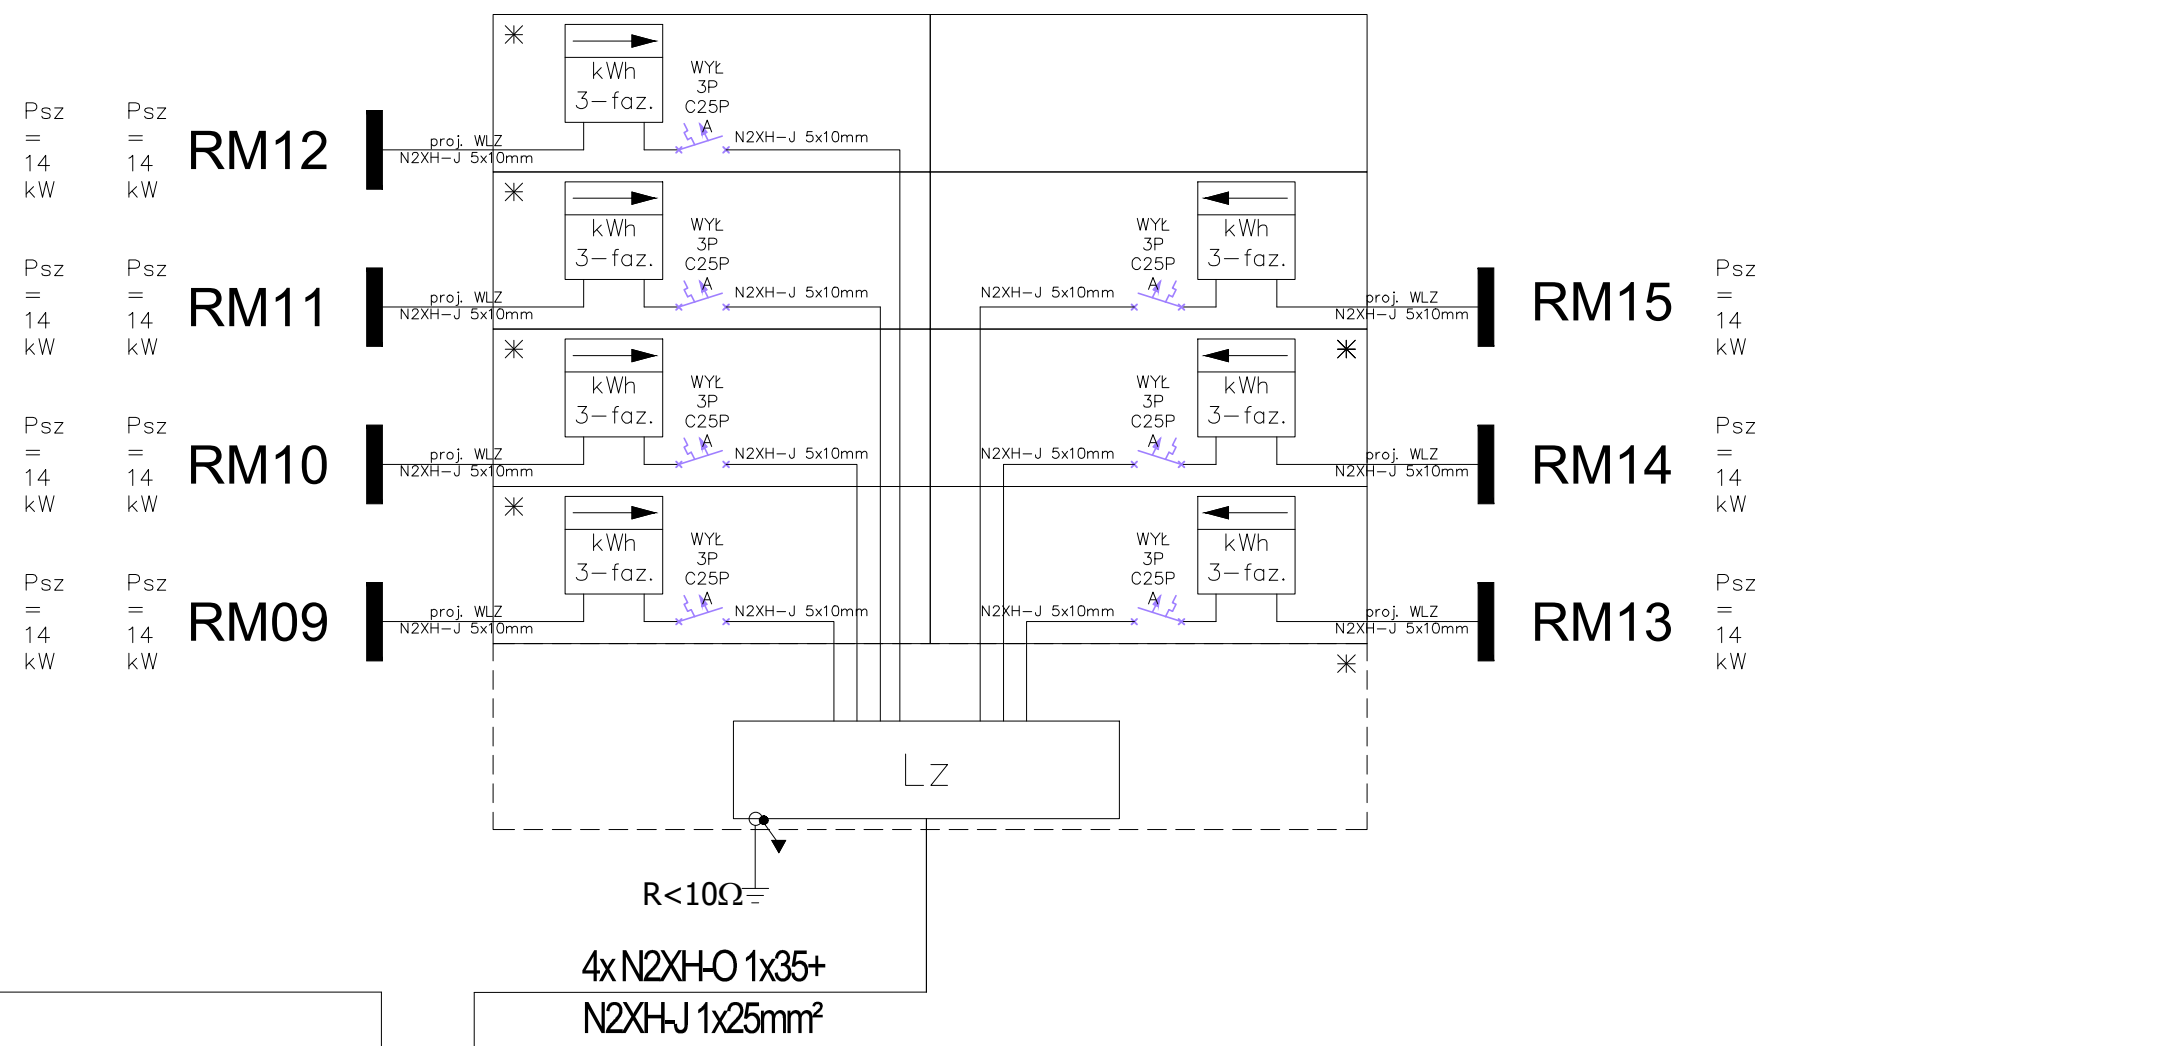 kWh
3-faz.
WYŁ
3P
C25P
A
Psz
=
14
kW
Psz
=
14
kW
RM12
proj. WLZ
N2XH-J 5x10mm
N2XH-J 5x10mm
kWh
3-faz.
WYŁ
3P
C25P
A
Psz
=
14
kW
Psz
=
14
kW
RM11
proj. WLZ
N2XH-J 5x10mm
N2XH-J 5x10mm
kWh
3-faz.
WYŁ
3P
C25P
A
N2XH-J 5x10mm
proj. WLZ
N2XH-J 5x10mm
RM15
Psz
=
14
kW
kWh
3-faz.
WYŁ
3P
C25P
A
Psz
=
14
kW
Psz
=
14
kW
RM10
proj. WLZ
N2XH-J 5x10mm
N2XH-J 5x10mm
kWh
3-faz.
WYŁ
3P
C25P
A
N2XH-J 5x10mm
proj. WLZ
N2XH-J 5x10mm
RM14
Psz
=
14
kW
kWh
3-faz.
WYŁ
3P
C25P
A
Psz
=
14
kW
Psz
=
14
kW
RM09
proj. WLZ
N2XH-J 5x10mm
N2XH-J 5x10mm
kWh
3-faz.
WYŁ
3P
C25P
A
N2XH-J 5x10mm
proj. WLZ
N2XH-J 5x10mm
RM13
Psz
=
14
kW
Lz
R<10Ω
4x N2XH-O 1x35+
N2XH-J 1x25mm²